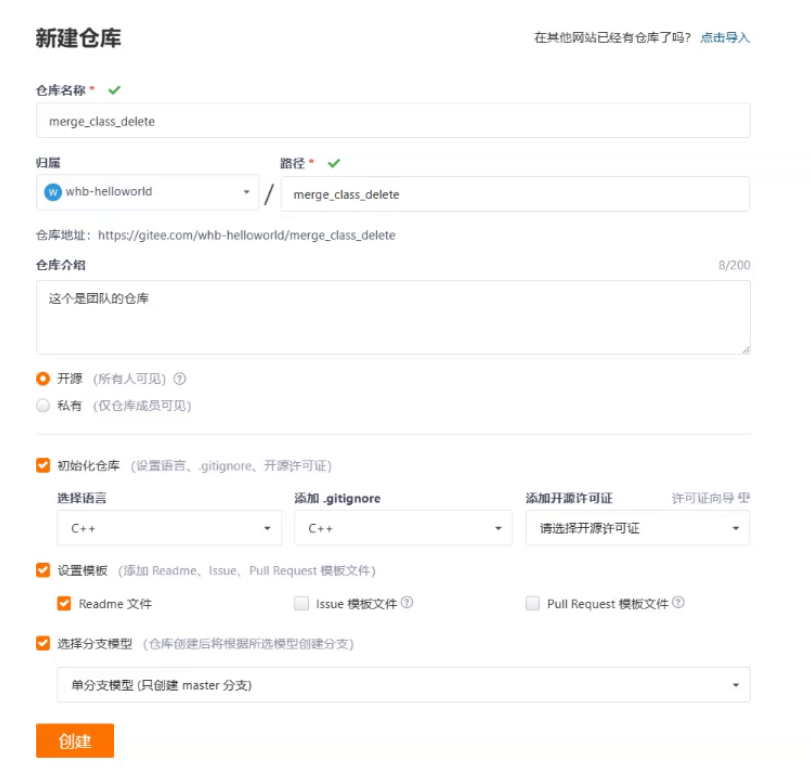 新建仓库
在其他网站已经有仓库了吗? 点击导入
仓库名称 *
merge_class_delete
归属
路径 *
W whb-helloworld / merge_class_delete
仓库地址: https://gitee.com/whb-helloworld/merge_class_delete
仓库介绍
8/200
这个是团队的仓库
开源 (所有人可见) ?
私有 (仅仓库成员可见)
初始化仓库 (设置语言、.gitignore、开源许可证)
选择语言 添加 .gitignore 添加开源许可证 许可证向导
C++ C++ 请选择开源许可证
设置模板 (添加 Readme、Issue、Pull Request 模板文件)
Readme 文件 Issue 模板文件 ? Pull Request 模板文件 ?
选择分支模型 (仓库创建后将根据所选模型创建分支)
单分支模型 (只创建 master 分支)
创建